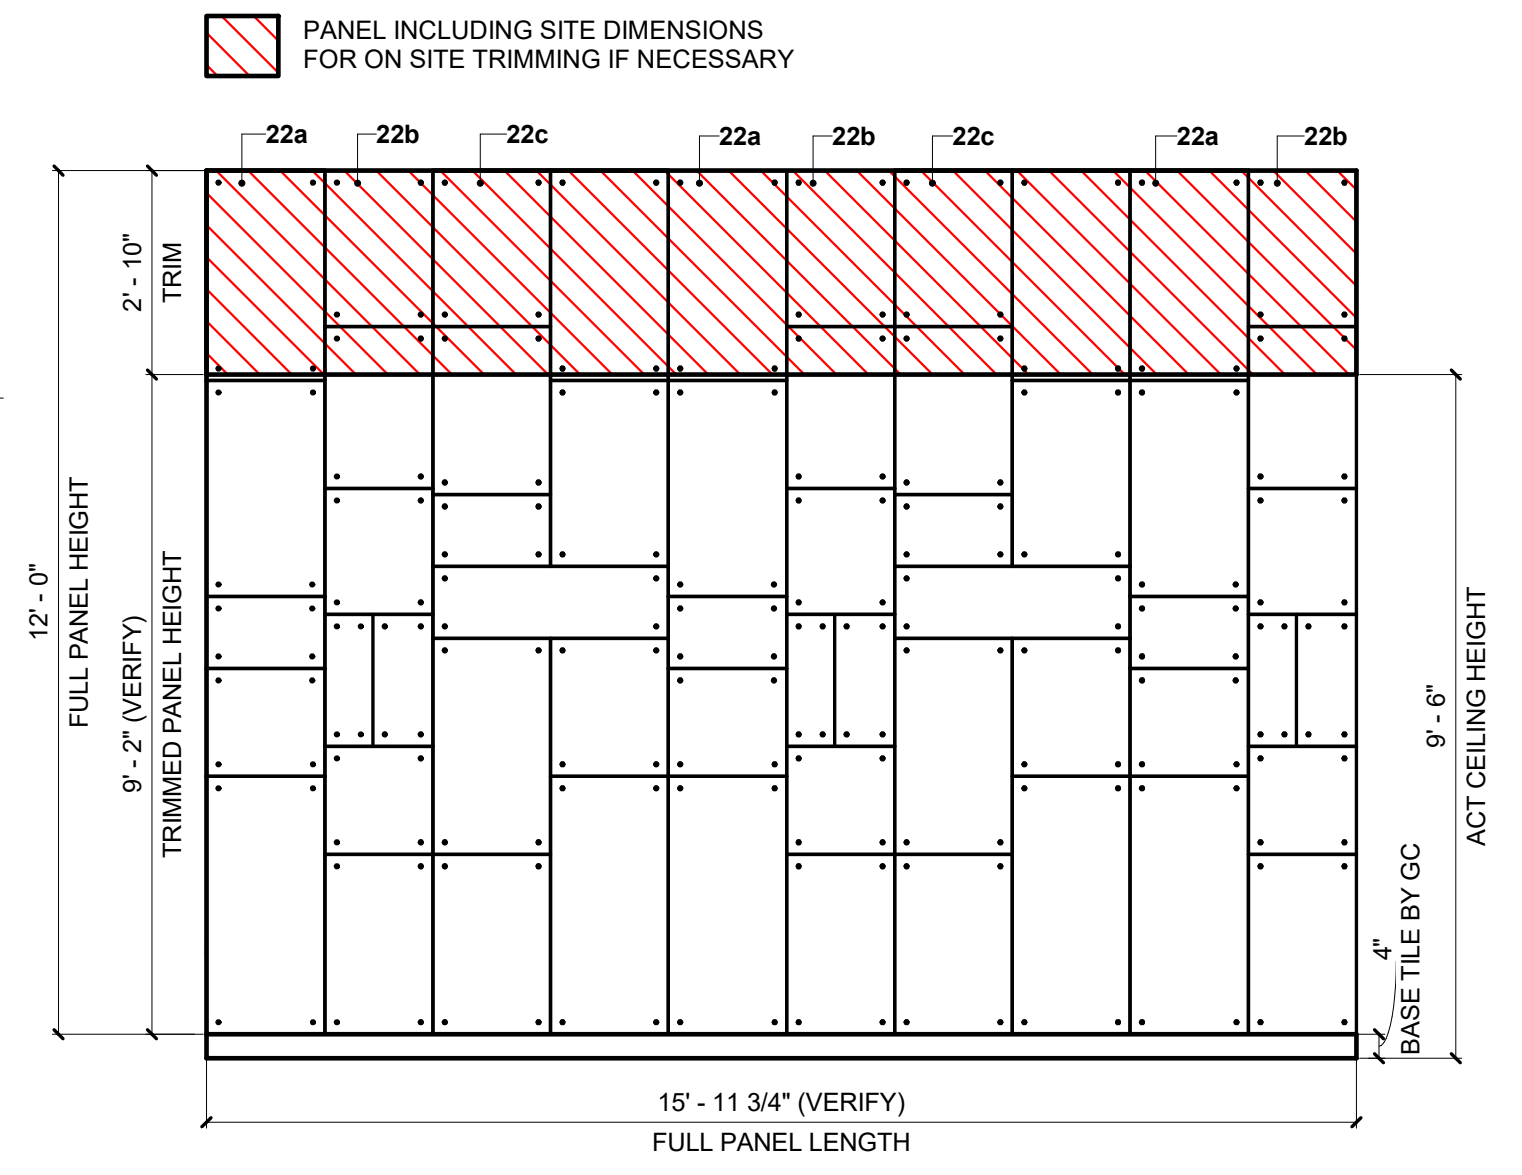 PANEL INCLUDING SITE DIMENSIONS
FOR ON SITE TRIMMING IF NECESSARY
22a
22b
22c
22a
22b
22c
22a
22b
2' - 10"
TRIM
12' - 0"
FULL PANEL HEIGHT
9' - 2" (VERIFY)
TRIMMED PANEL HEIGHT
9' - 6"
ACT CEILING HEIGHT
4"
BASE TILE BY GC
15' - 11 3/4" (VERIFY)
FULL PANEL LENGTH